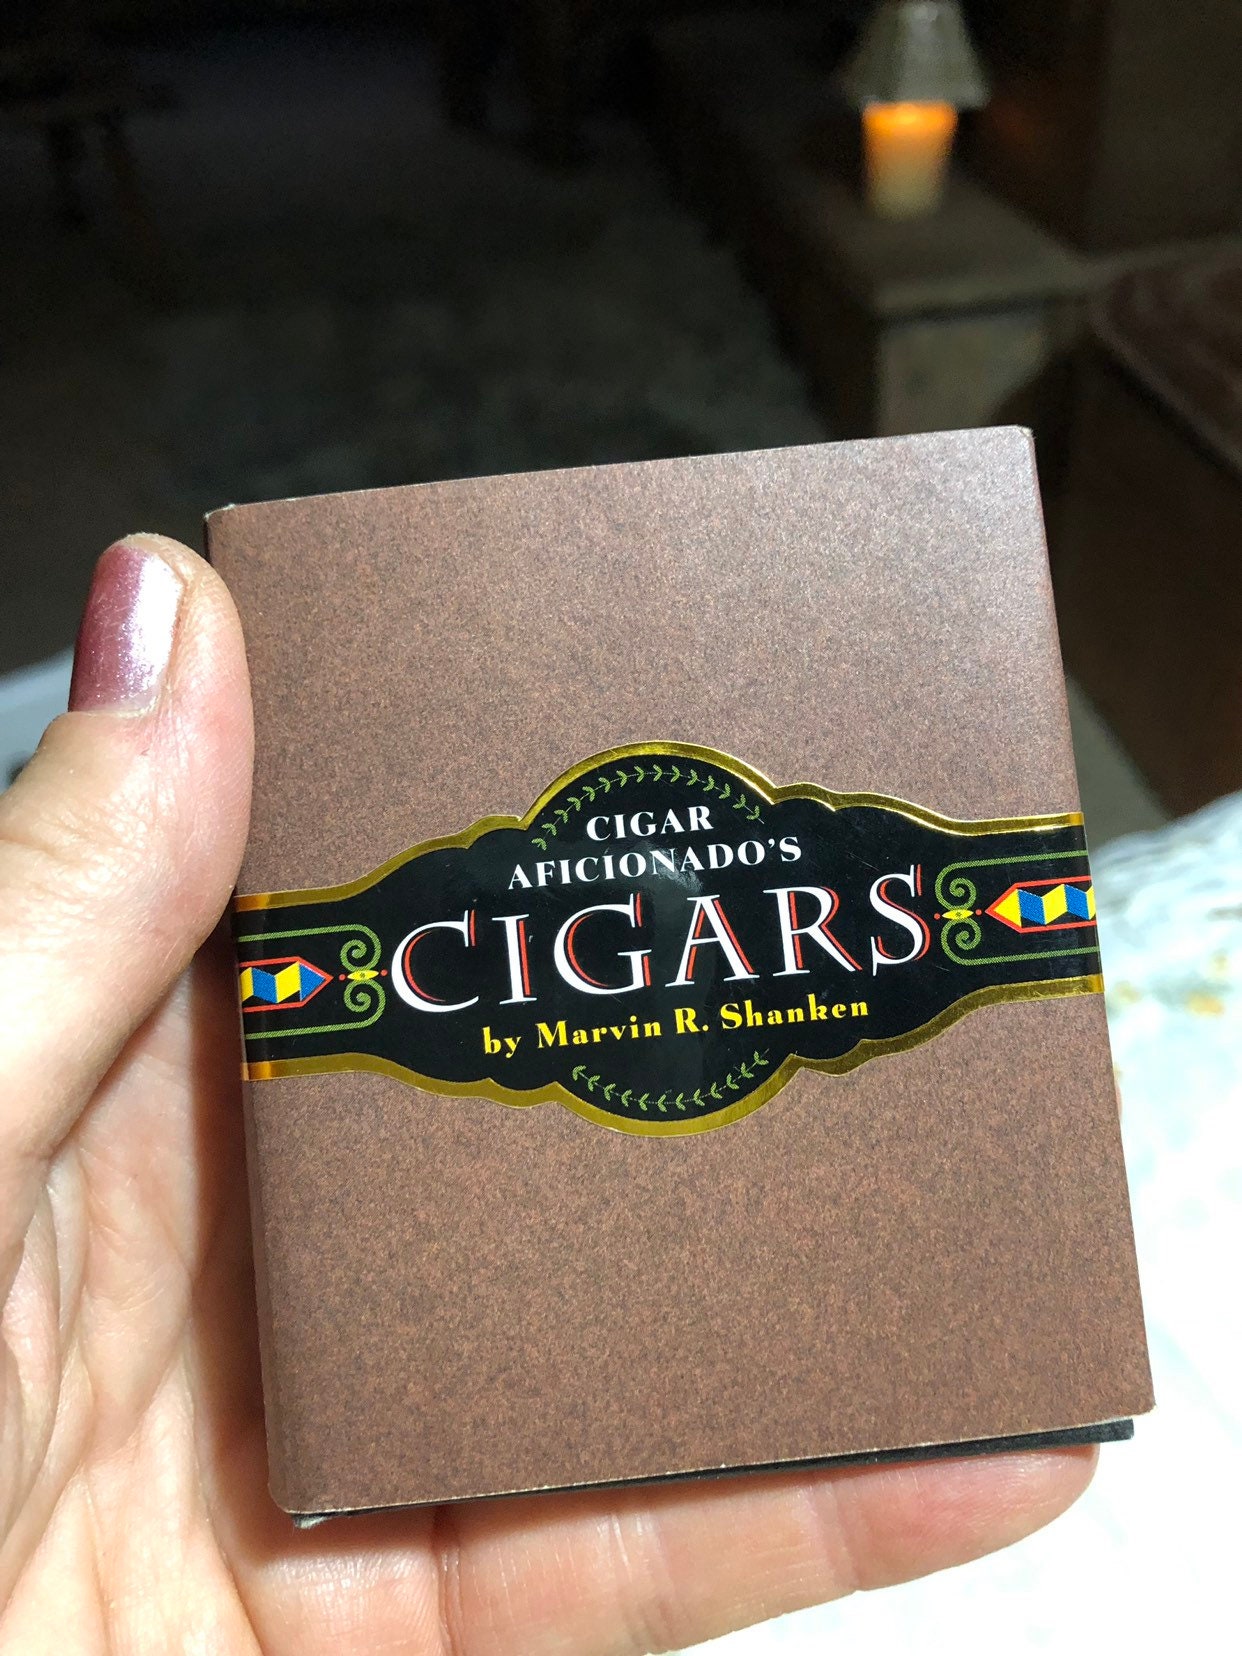 CIGAR
AFICIONADO'S
CIGARS
by Marvin R. Shanken